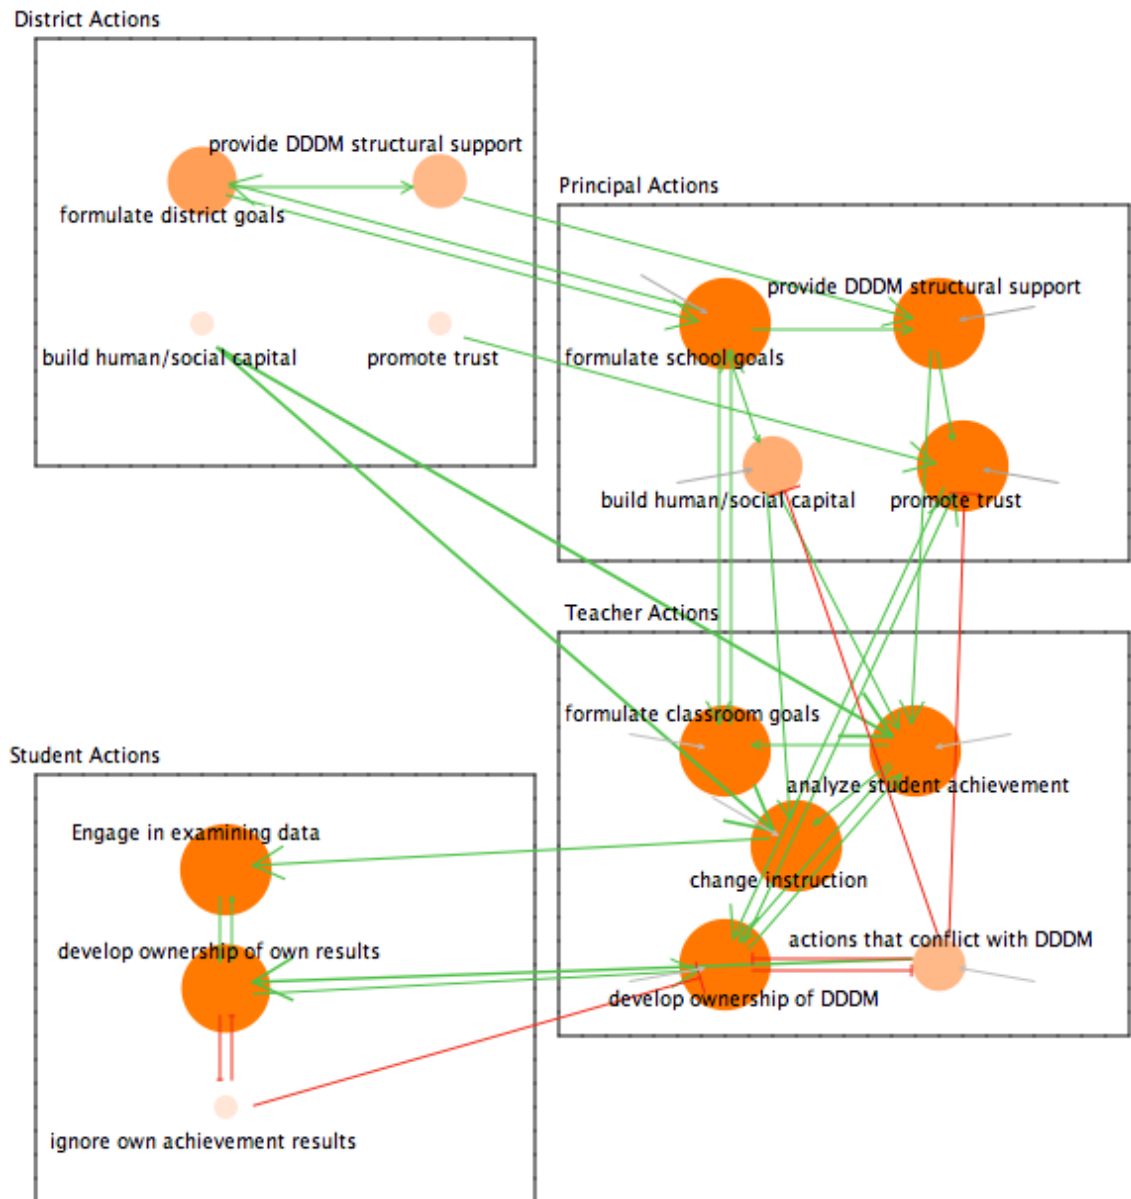 District Actions
provide DDDM structural support
formulate district goals
build human/social capital
promote trust
Principal Actions
provide DDDM structural support
formulate school goals
build human/social capital
promote trust
Teacher Actions
formulate classroom goals
analyze student achievement
change instruction
actions that conflict with DDDM
develop ownership of DDDM
Student Actions
Engage in examining data
develop ownership of own results
ignore own achievement results